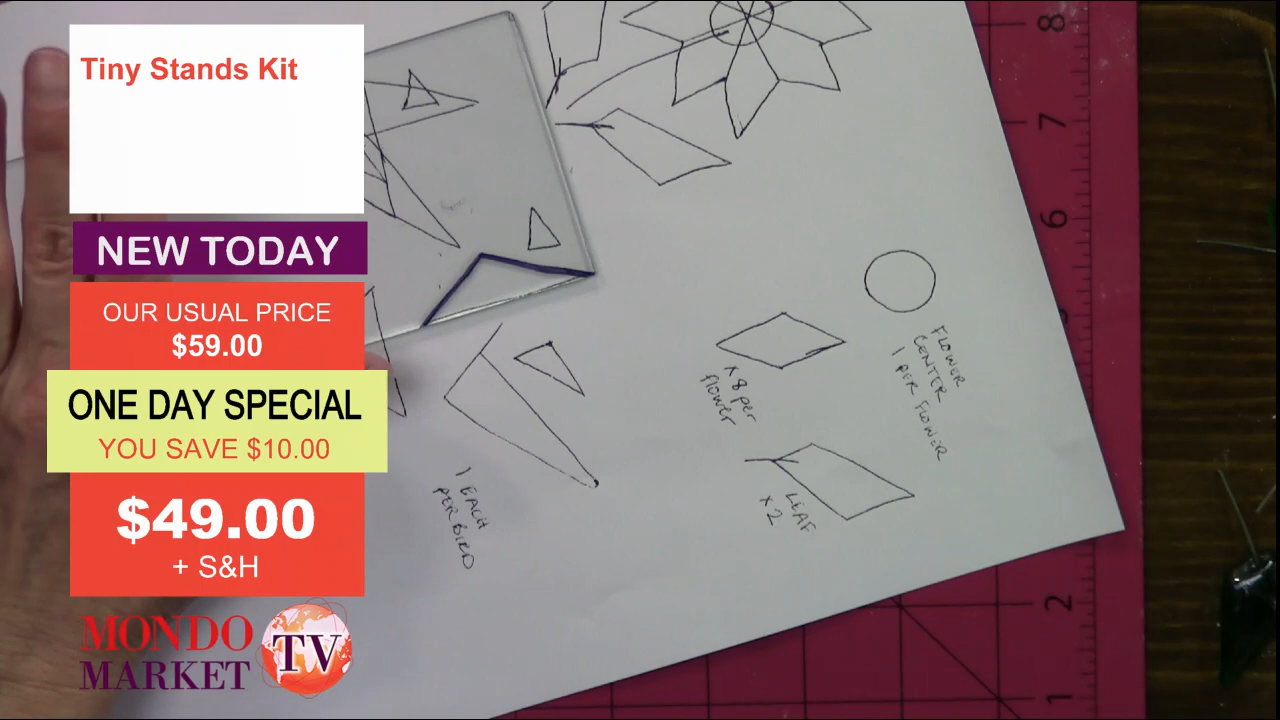 Tiny Stands Kit
NEW TODAY
OUR USUAL PRICE
$59.00
ONE DAY SPECIAL
YOU SAVE $10.00
$49.00
+ S&H
MONDO
MARKET
TV
1 EACH
PER BIRD
x 8 per
flower
LEAF
x 2
FLOWER
CENTER
1 PER FLOWER
8
7
6
2
1